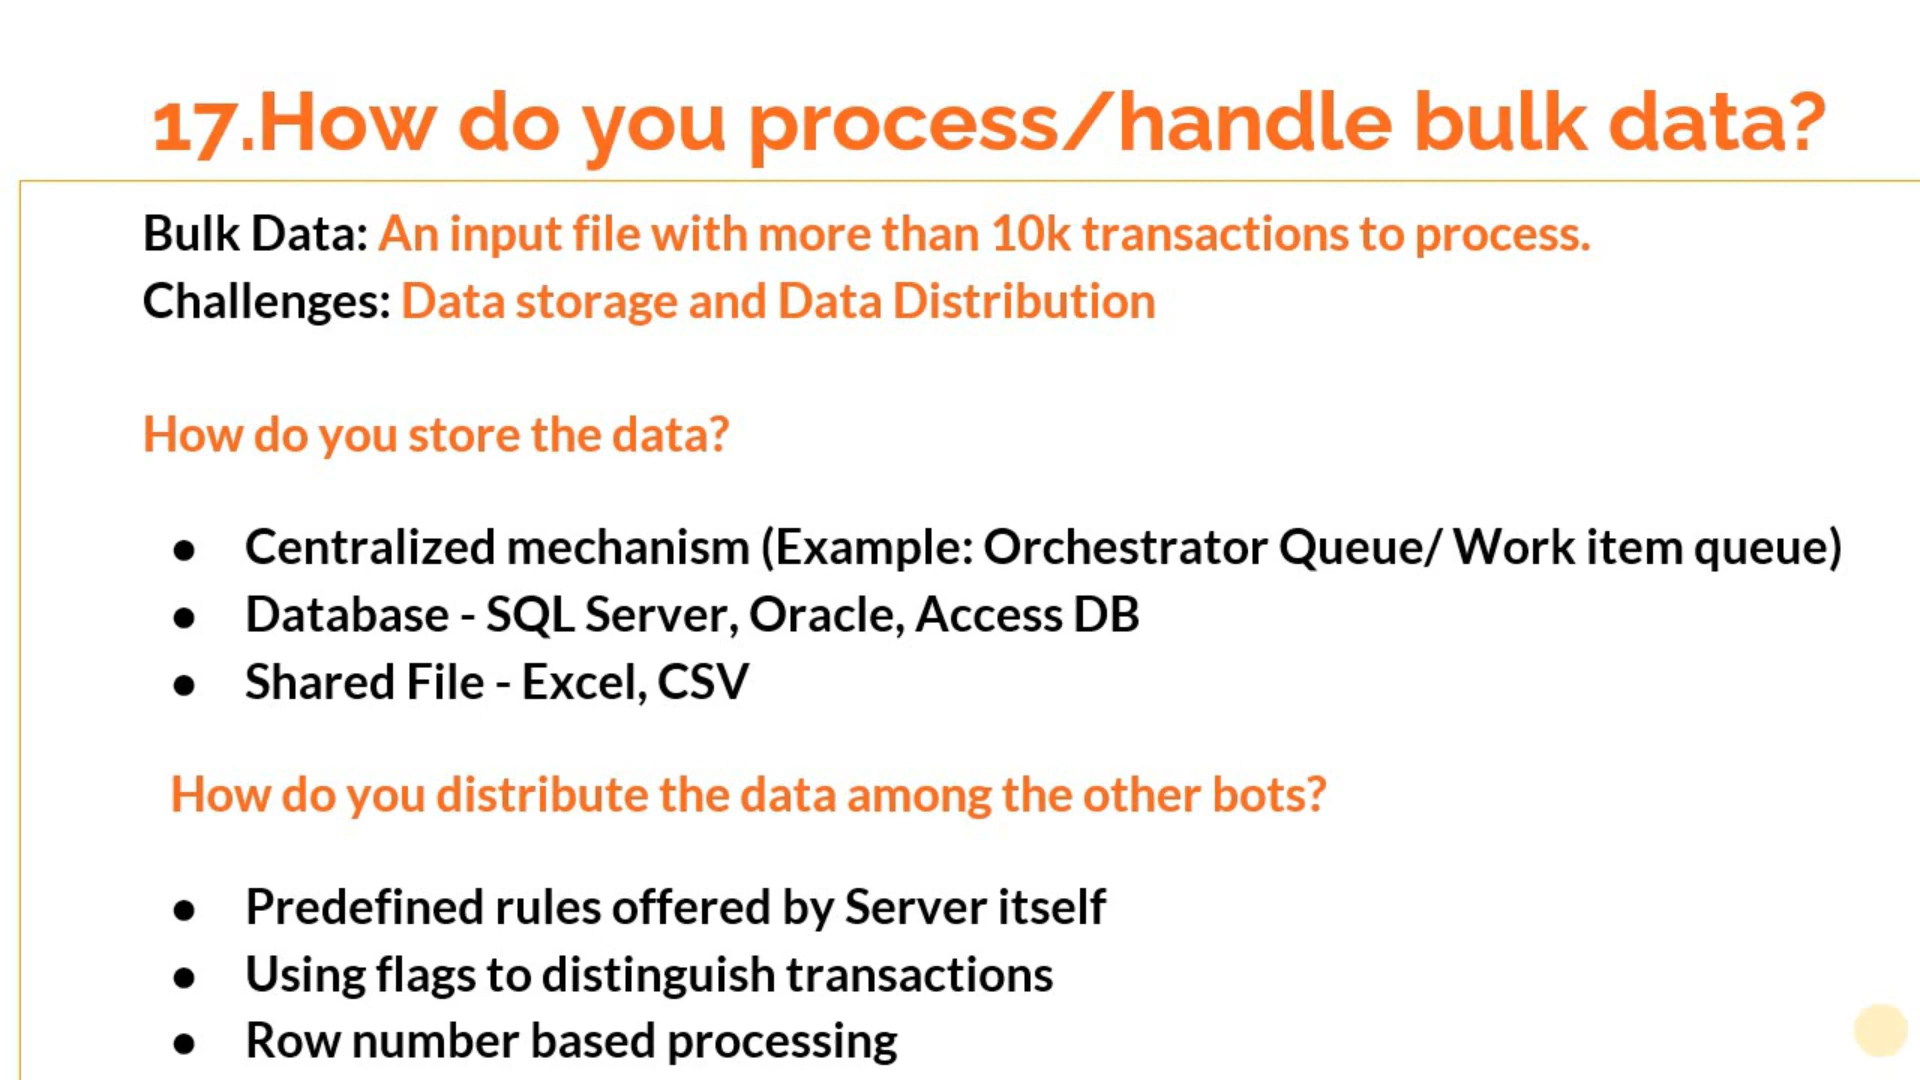 17.How do you process/handle bulk data?
Bulk Data: An input file with more than 10k transactions to process.
Challenges: Data storage and Data Distribution
How do you store the data?
● Centralized mechanism (Example: Orchestrator Queue/ Work item queue)
● Database - SQL Server, Oracle, Access DB
● Shared File - Excel, CSV
How do you distribute the data among the other bots?
● Predefined rules offered by Server itself
● Using flags to distinguish transactions
● Row number based processing